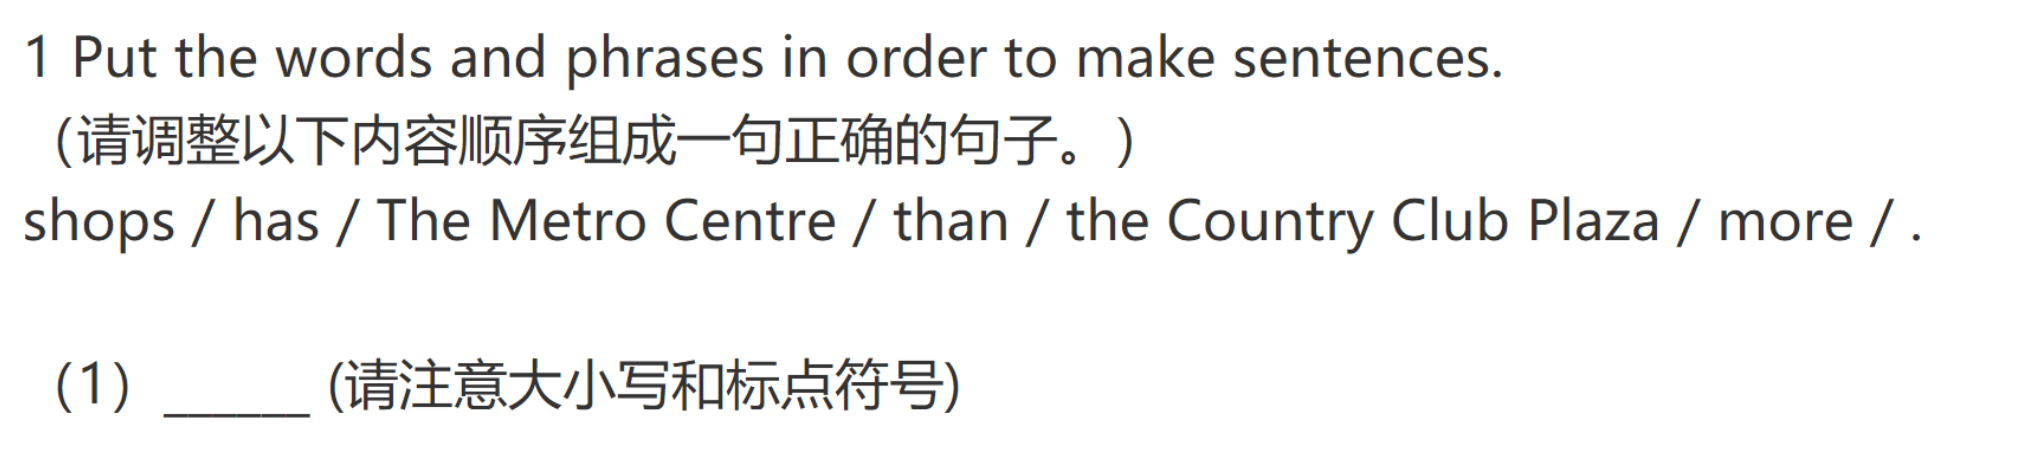 1 Put the words and phrases in order to make sentences.
（请调整以下内容顺序组成一句正确的句子。）
shops / has / The Metro Centre / than / the Country Club Plaza / more / .
（1）______ (请注意大小写和标点符号)